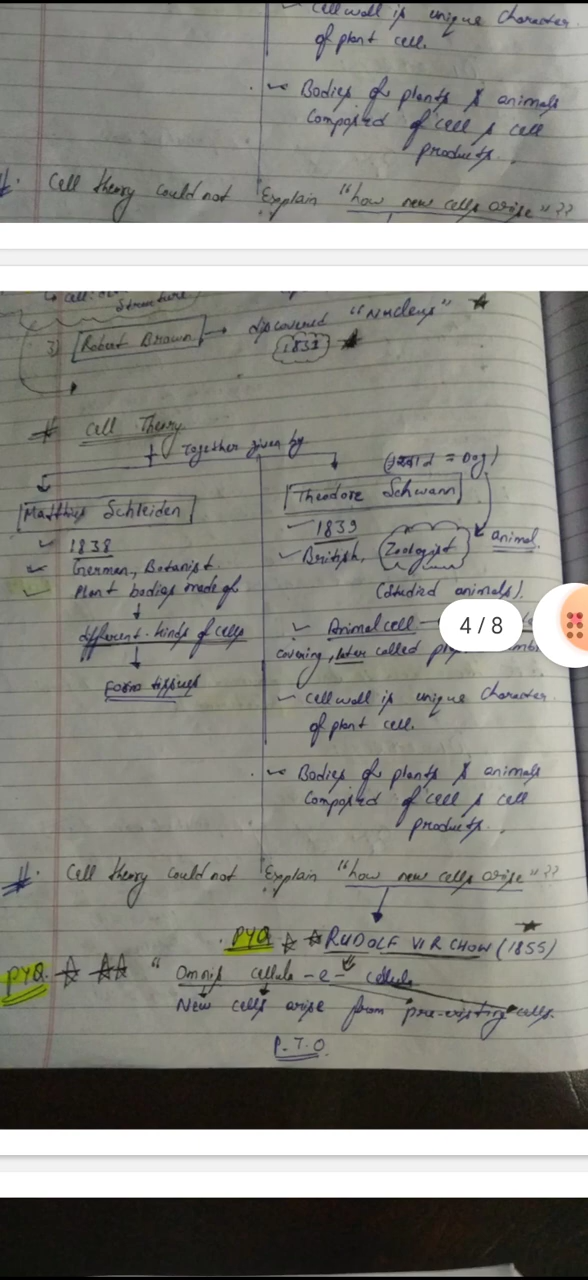 cell wall is unique character
of plant cell.
Bodies of plants & animals
composed of cell & cell
products.
#. Cell theory could not Explain "how new cells arise"??
↳ cell:
Structure
3) Robert Brown → discovered "Nucleus" ★
1831 ★
# Cell Theory
Together given by
(श्वान = Dog)
Matthias Schleiden
Theodore Schwann
✓ 1838
✓ 1839
✓ German, Botanist
✓ British, Zoologist
animal
✓ Plant bodies made of
(studied animals).
different kinds of cells
✓ Animal cell –
4 / 8
covering, later called
Form tissues
– cell wall is unique character
of plant cell.
Bodies of plants & animals
composed of cell & cell
products.
#. Cell theory could not Explain "how new cells arise"??
PYQ ☆ ☆ RUDOLF VIRCHOW (1855)
PYQ. ☆ ☆☆ " Omnis cellula - e - cellula
New cells arise from pre-existing cells.
P.T.O.